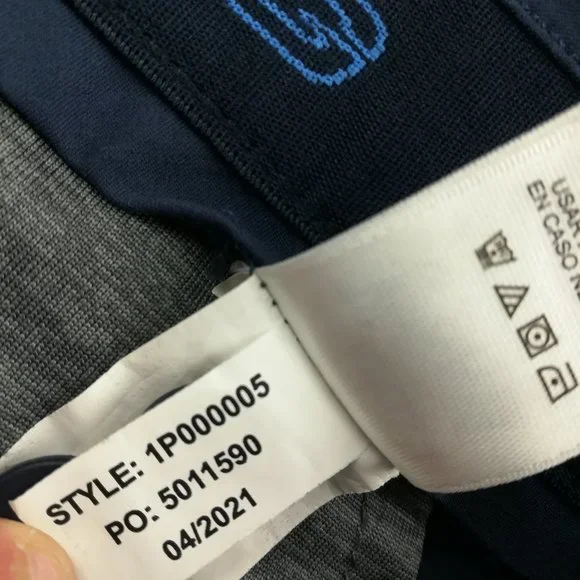 USAR
EN CASO
STYLE: 1P000005
PO: 5011590
04/2021